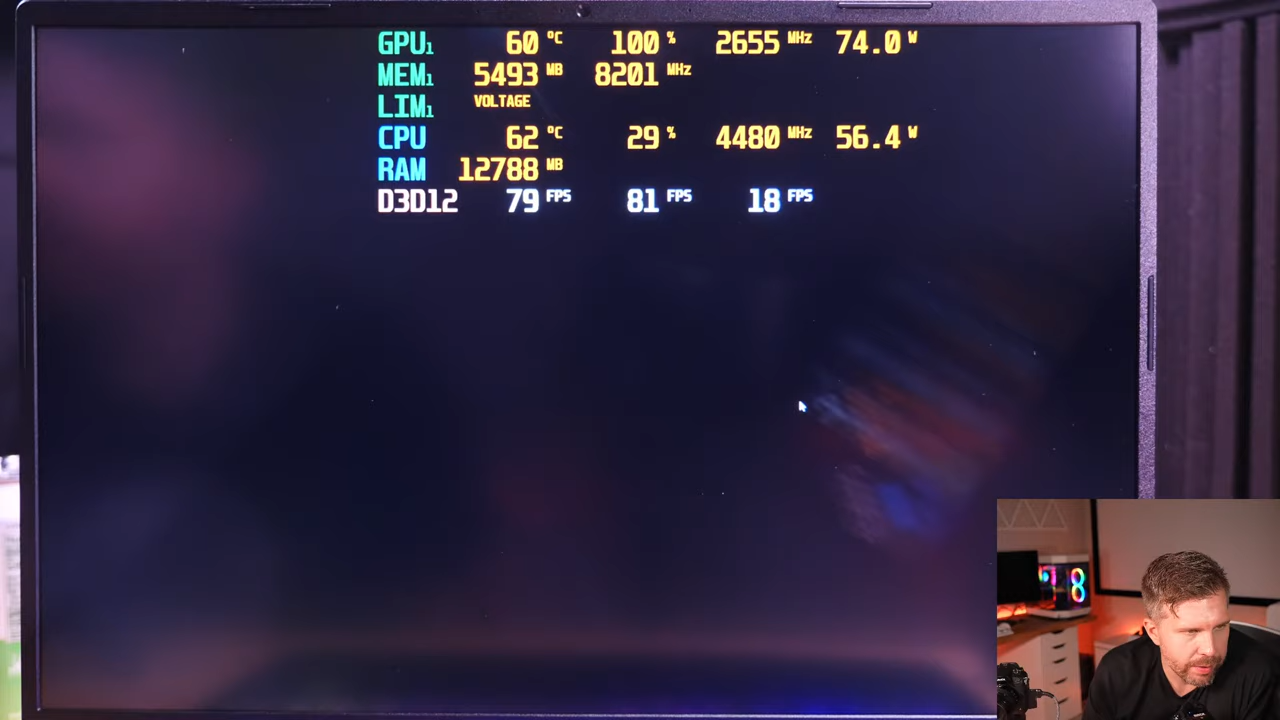 GPU1 60 °C 100 % 2655 MHz 74.0 W
MEM1 5493 MB 8201 MHz
LIM1 VOLTAGE
CPU 62 °C 29 % 4480 MHz 56.4 W
RAM 12788 MB
D3D12 79 FPS 81 FPS 18 FPS
8